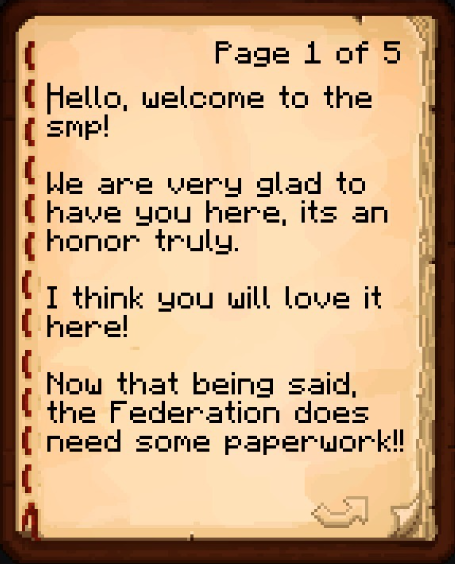 Page 1 of 5
Hello, welcome to the
smp!
We are very glad to
have you here, its an
honor truly.
I think you will love it
here!
Now that being said,
the Federation does
need some paperwork!!